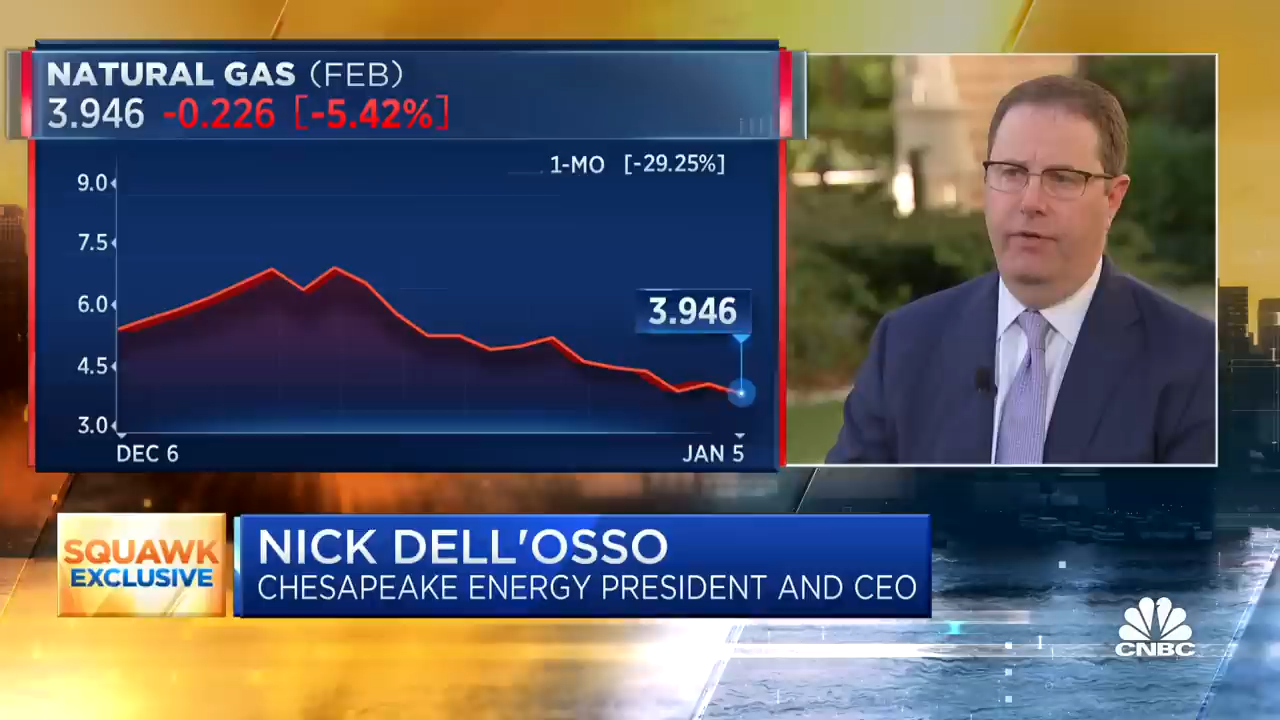 NATURAL GAS (FEB)
3.946 -0.226 [-5.42%]
1-MO [-29.25%]
9.0
7.5
6.0
4.5
3.0
3.946
DEC 6
JAN 5
SQUAWK
EXCLUSIVE
NICK DELL'OSSO
CHESAPEAKE ENERGY PRESIDENT AND CEO
CNBC